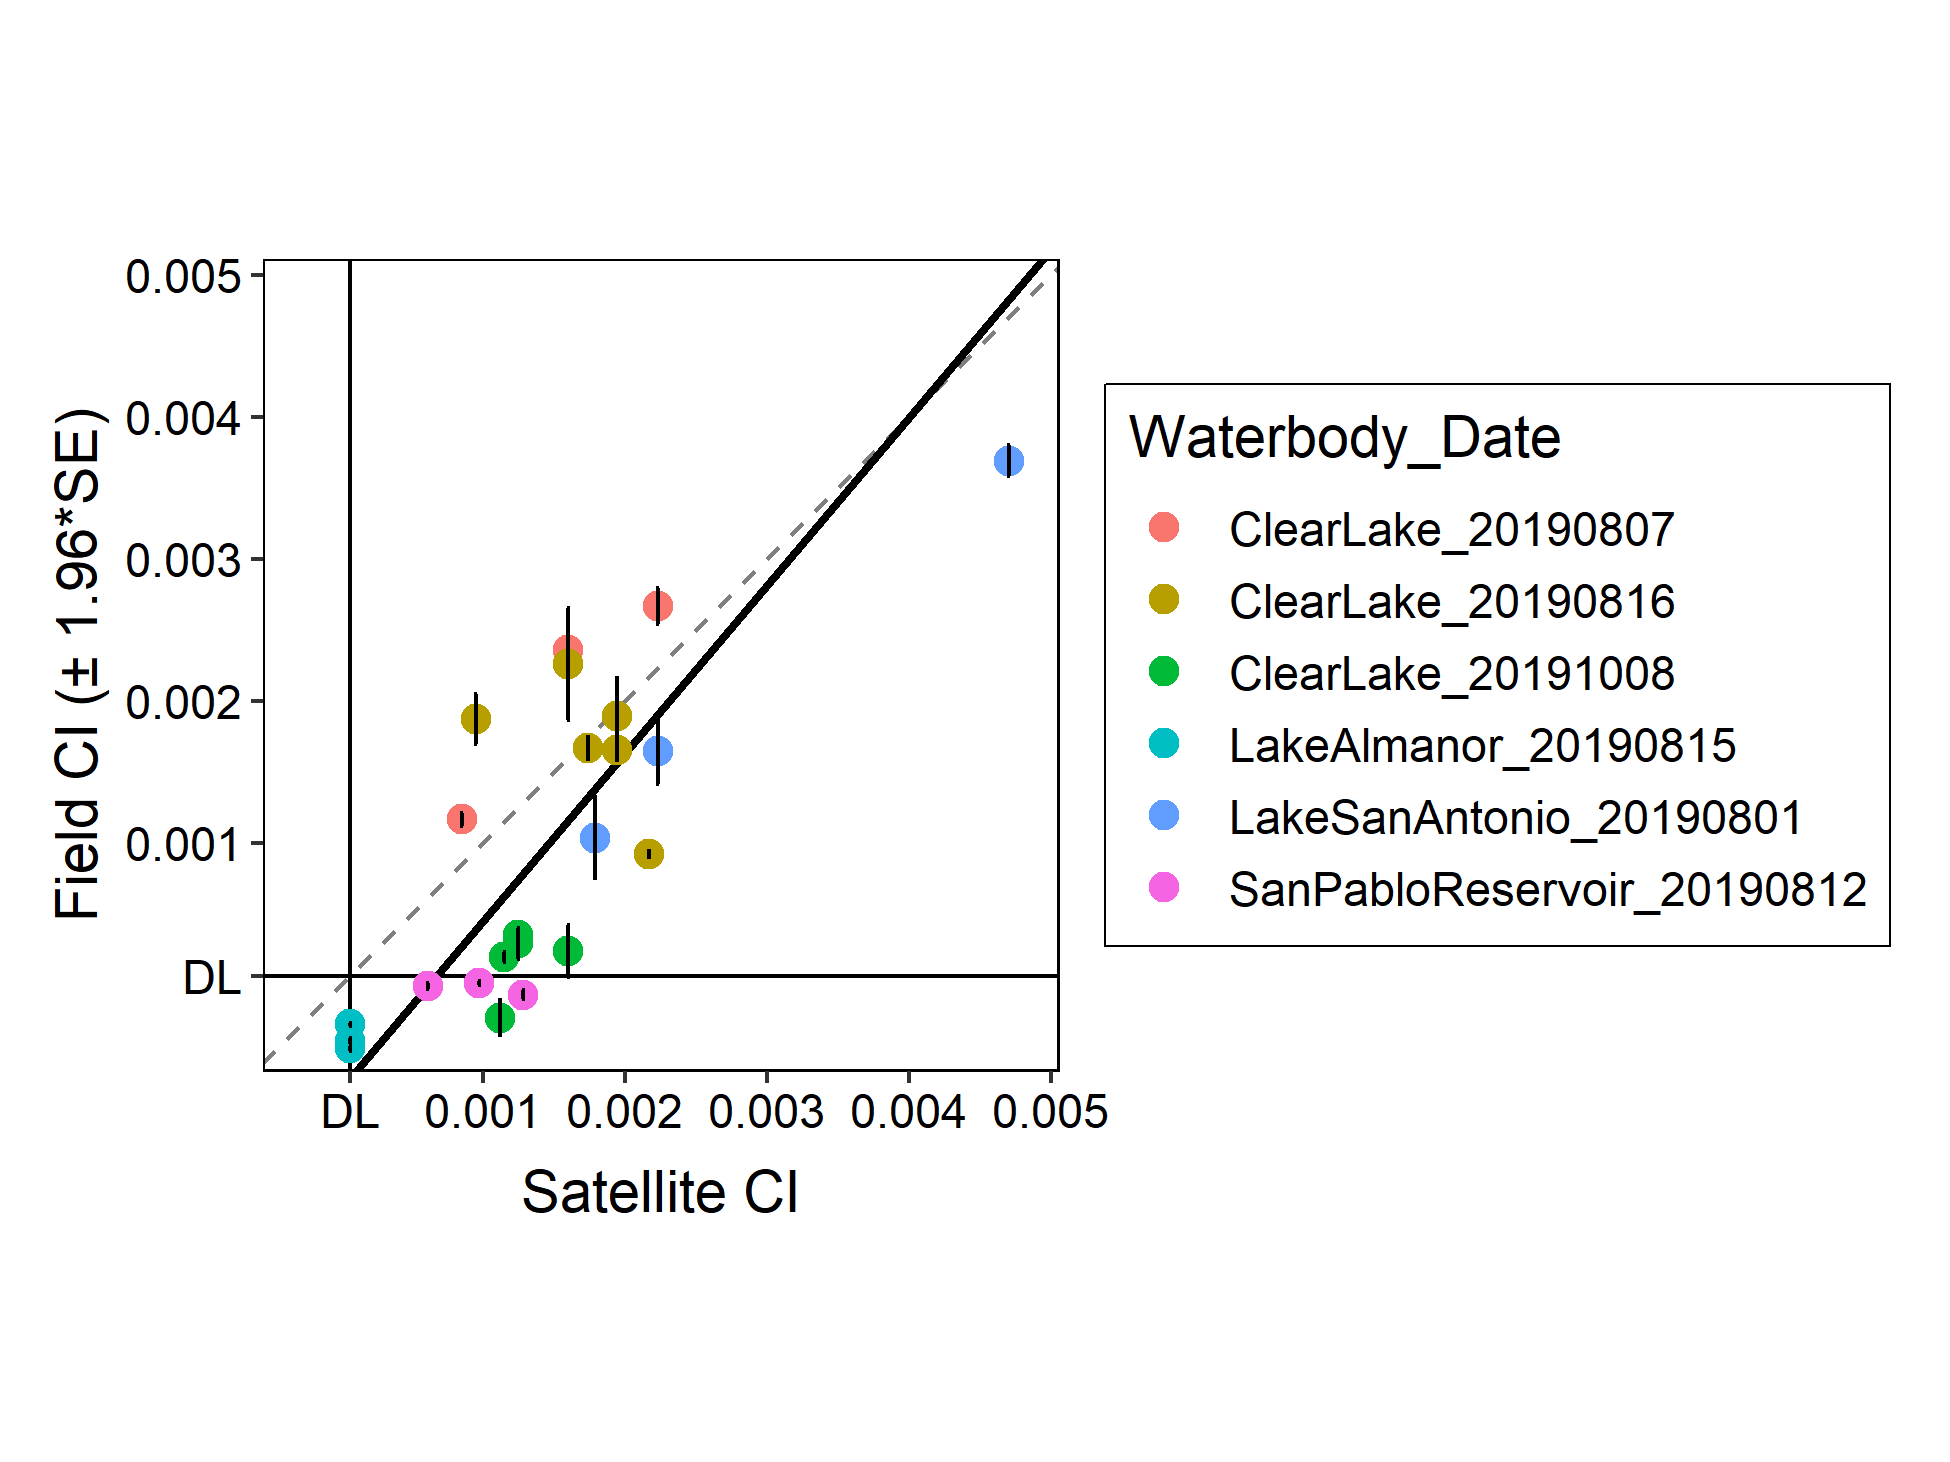 0.005
0.004
0.003
0.002
0.001
DL
Field CI (± 1.96*SE)
DL 0.001 0.002 0.003 0.004 0.005
Satellite CI
Waterbody_Date
ClearLake_20190807
ClearLake_20190816
ClearLake_20191008
LakeAlmanor_20190815
LakeSanAntonio_20190801
SanPabloReservoir_20190812